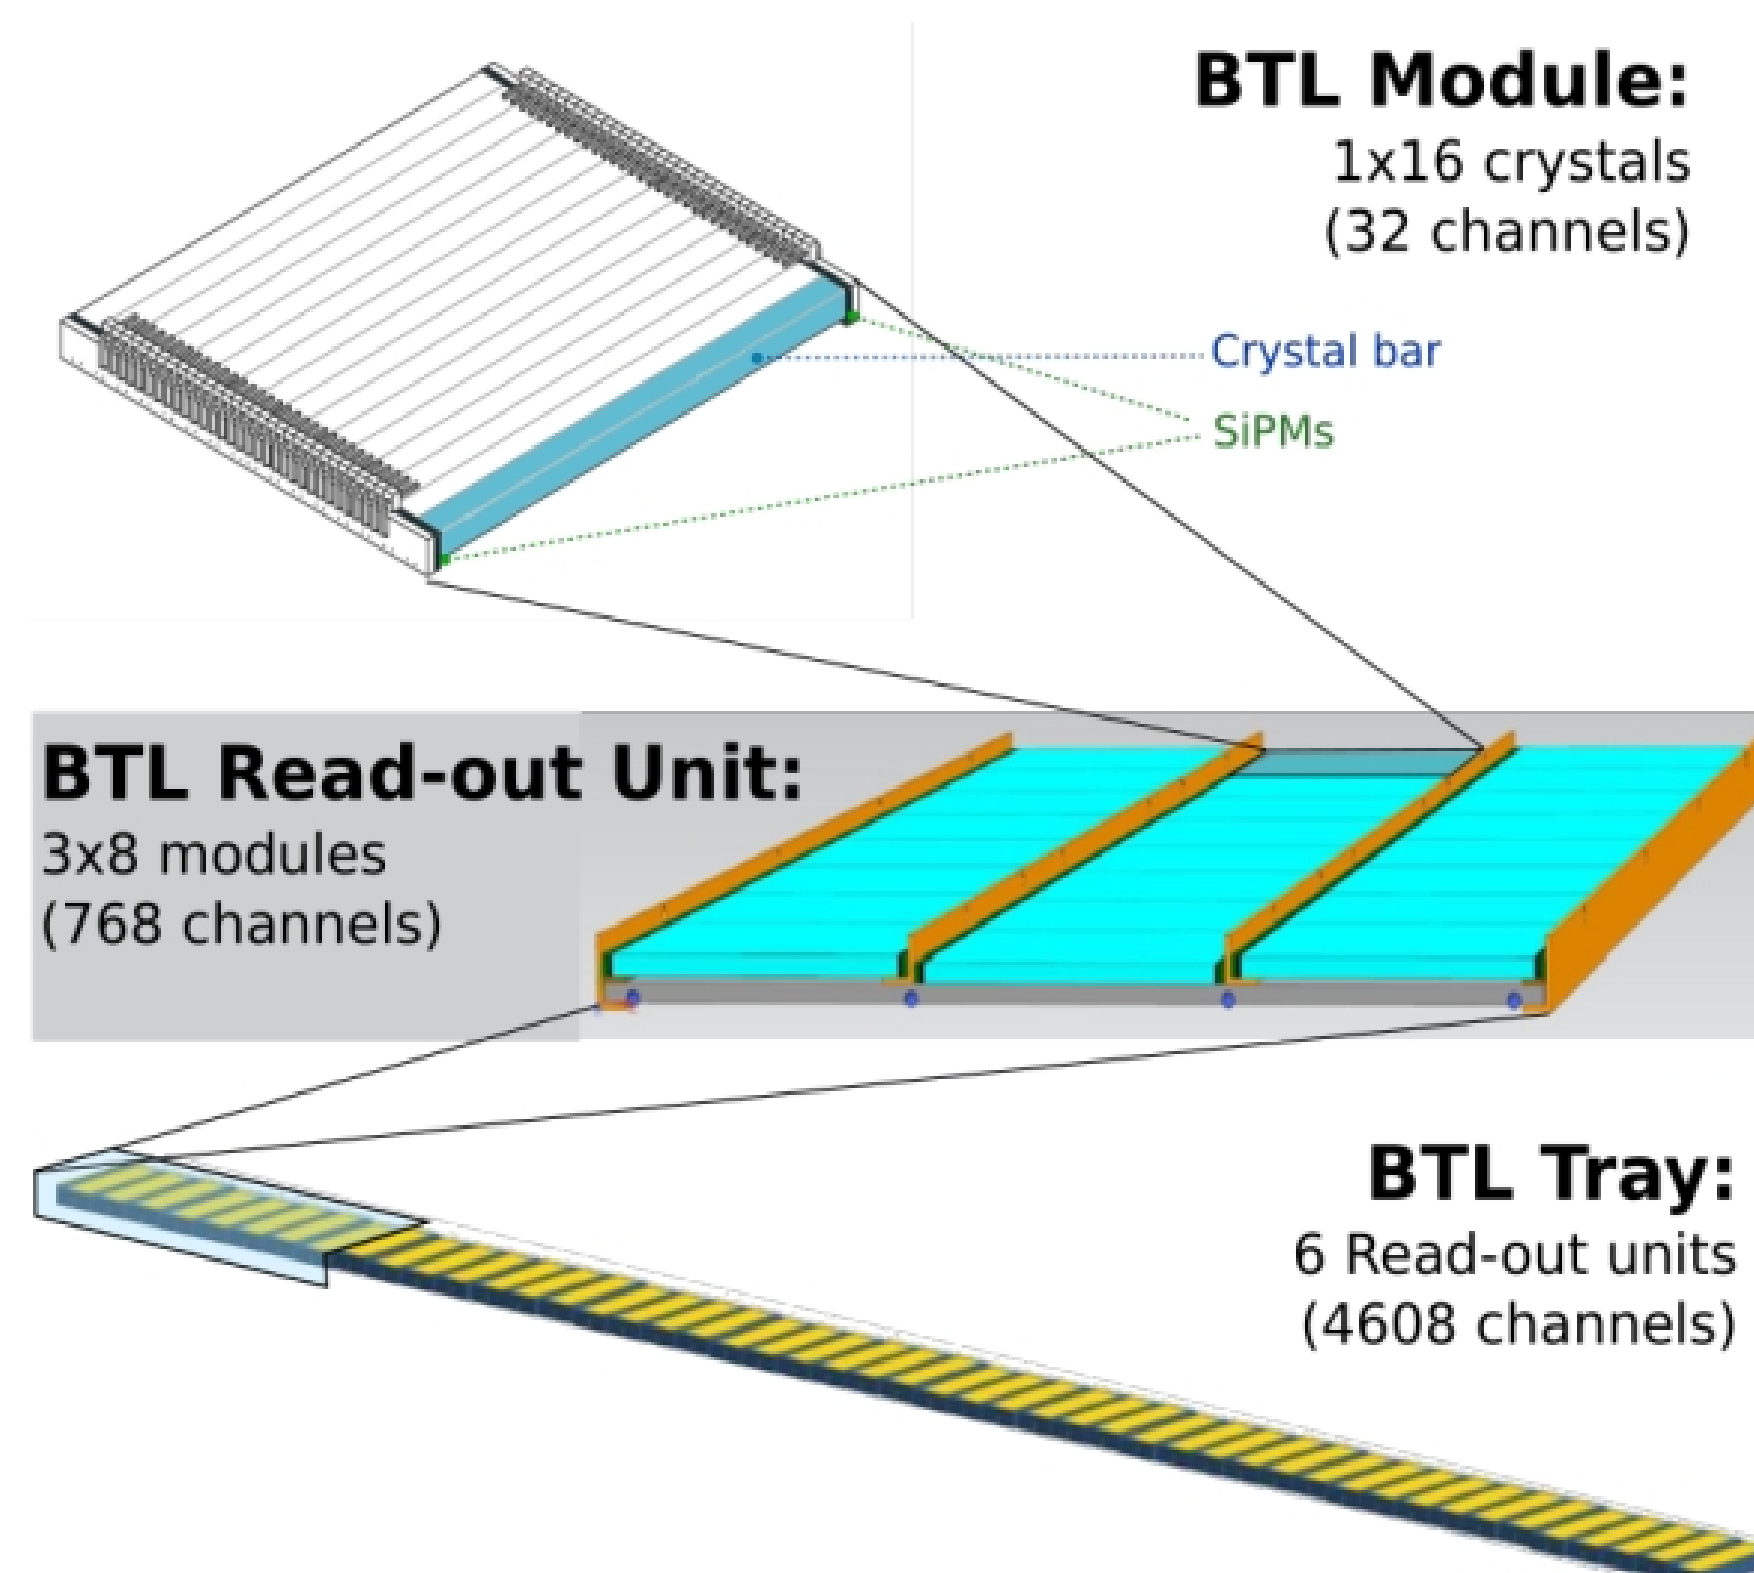 BTL Module:
1x16 crystals
(32 channels)
Crystal bar
SiPMs
BTL Read-out Unit:
3x8 modules
(768 channels)
BTL Tray:
6 Read-out units
(4608 channels)